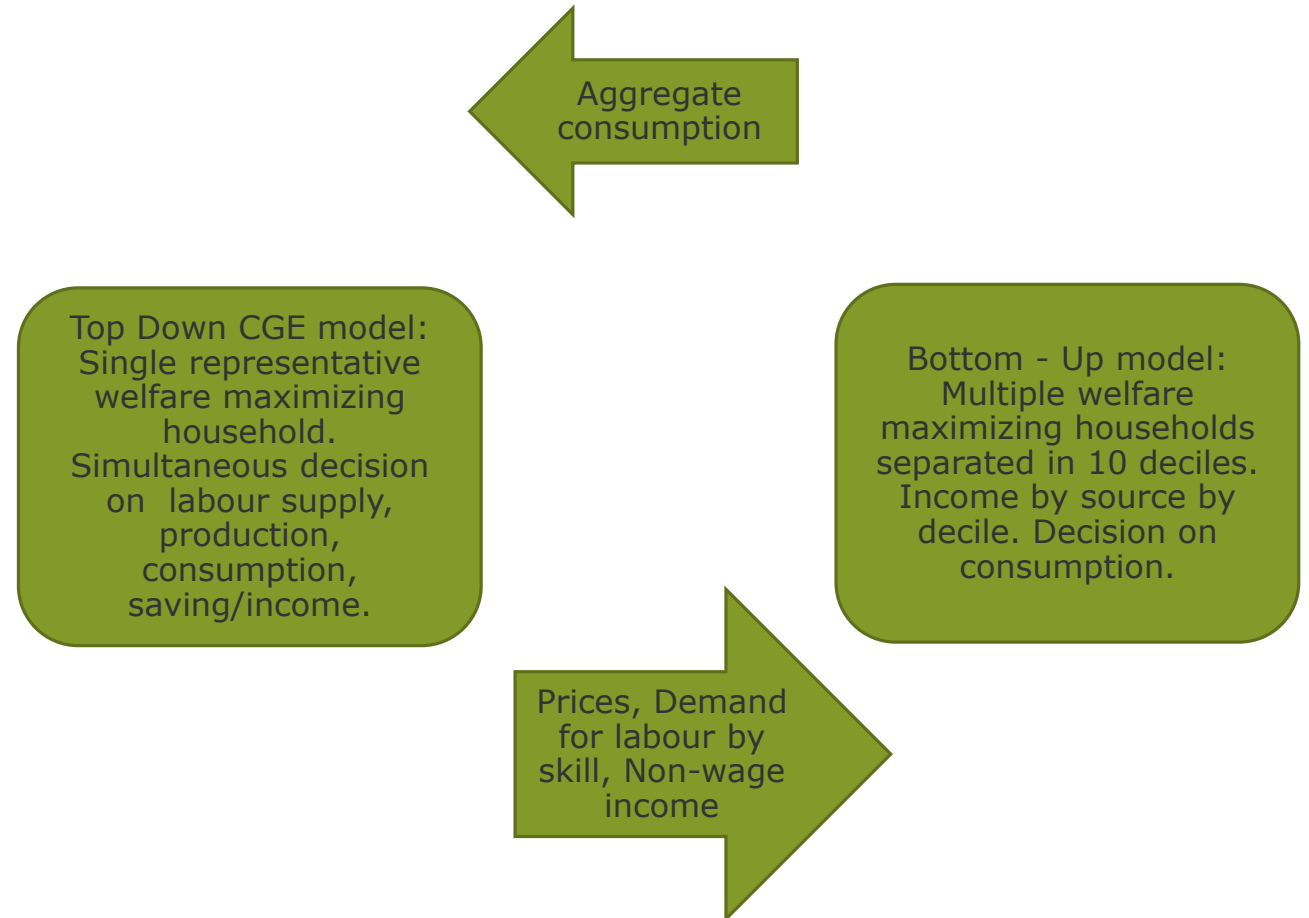 Aggregate
consumption
Top Down CGE model:
Single representative
welfare maximizing
household.
Simultaneous decision
on labour supply,
production,
consumption,
saving/income.
Bottom - Up model:
Multiple welfare
maximizing households
separated in 10 deciles.
Income by source by
decile. Decision on
consumption.
Prices, Demand
for labour by
skill, Non-wage
income